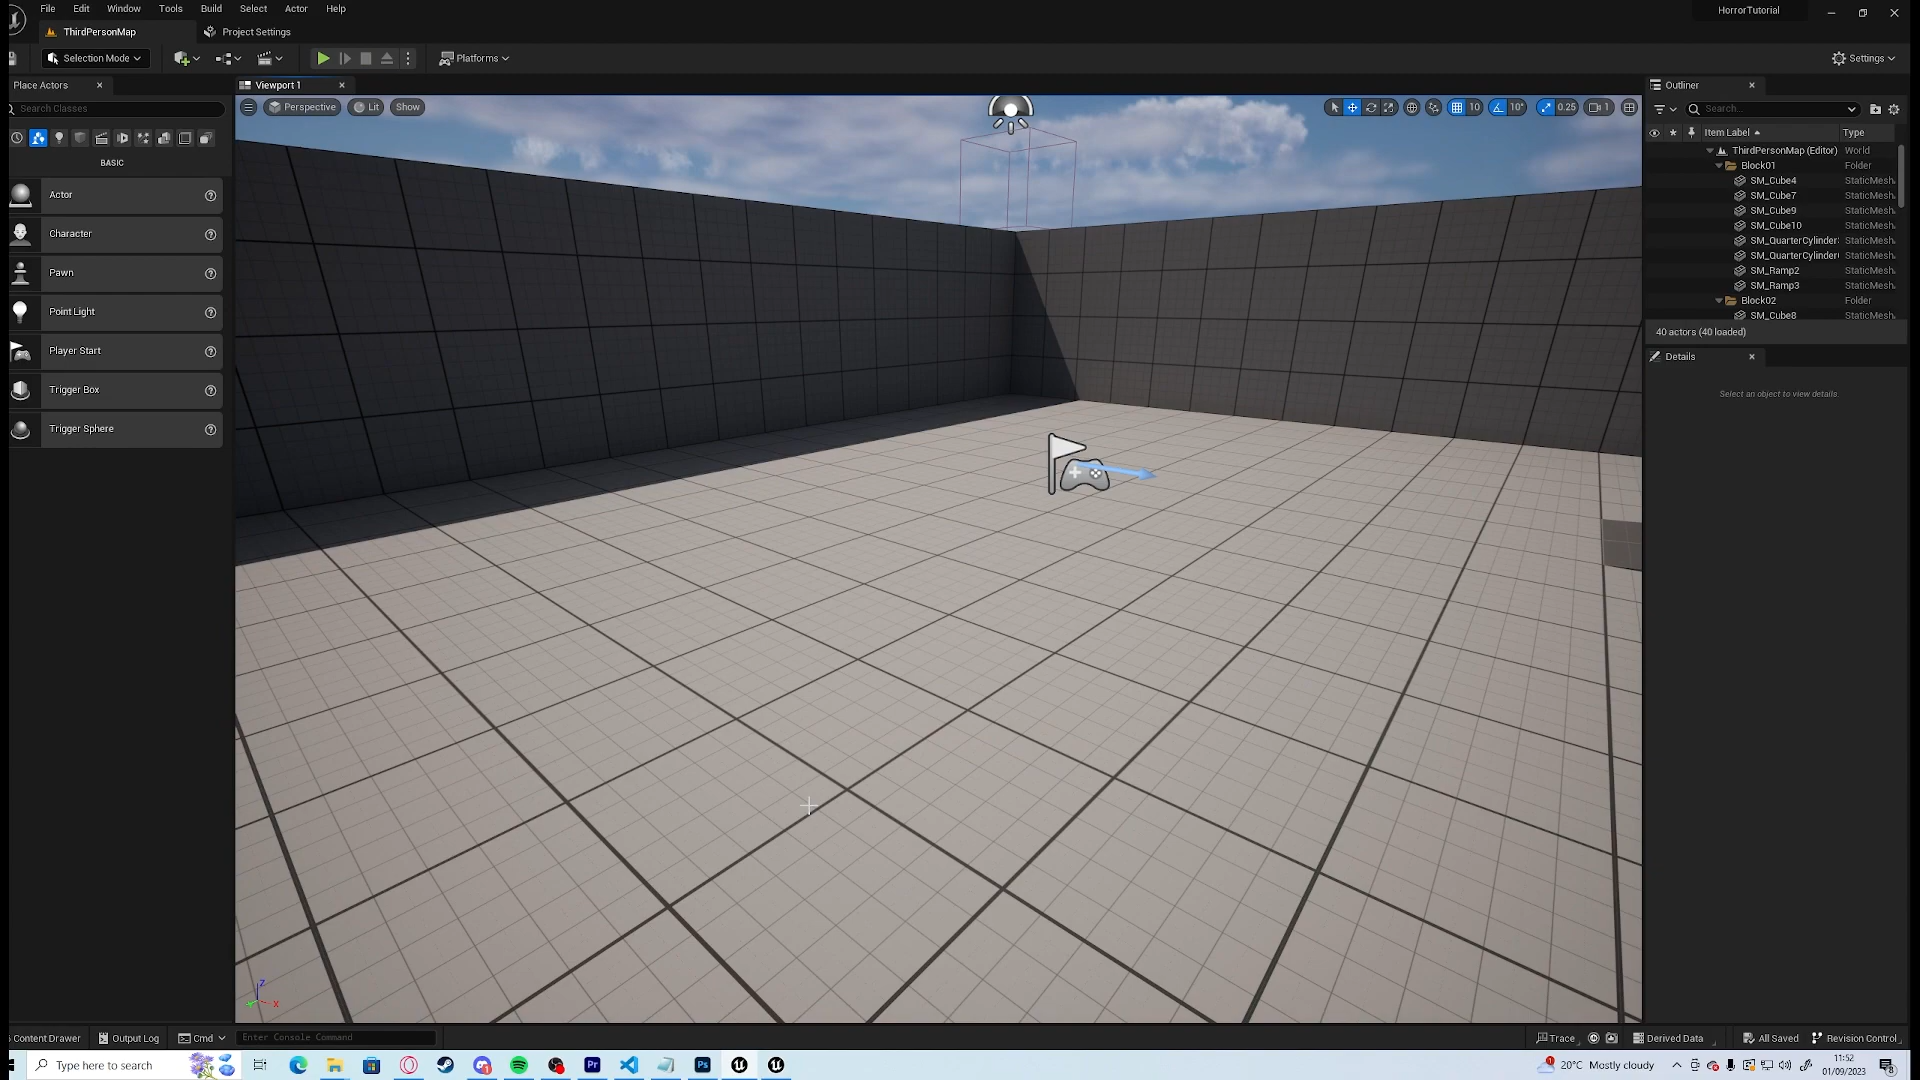 File Edit Window Tools Build Select Actor Help
HorrorTutorial
ThirdPersonMap
Project Settings
Selection Mode
Platforms
Settings
Place Actors
Search Classes
BASIC
Actor
Character
Pawn
Point Light
Player Start
Trigger Box
Trigger Sphere
Viewport 1
Perspective
Lit
Show
10
10°
0.25
1
Outliner
Search...
Item Label
Type
ThirdPersonMap (Editor) World
Block01 Folder
SM_Cube4 StaticMesh
SM_Cube7 StaticMesh
SM_Cube9 StaticMesh
SM_Cube10 StaticMesh
SM_QuarterCylinder StaticMesh
SM_QuarterCylinder StaticMesh
SM_Ramp2 StaticMesh
SM_Ramp3 StaticMesh
Block02 Folder
SM_Cube8 StaticMesh
40 actors (40 loaded)
Details
Select an object to view details.
Z
X
Content Drawer
Output Log
Cmd
Enter Console Command
Trace
Derived Data
All Saved
Revision Control
Type here to search
Pr
Ps
20°C Mostly cloudy
11:52
01/09/2023
8